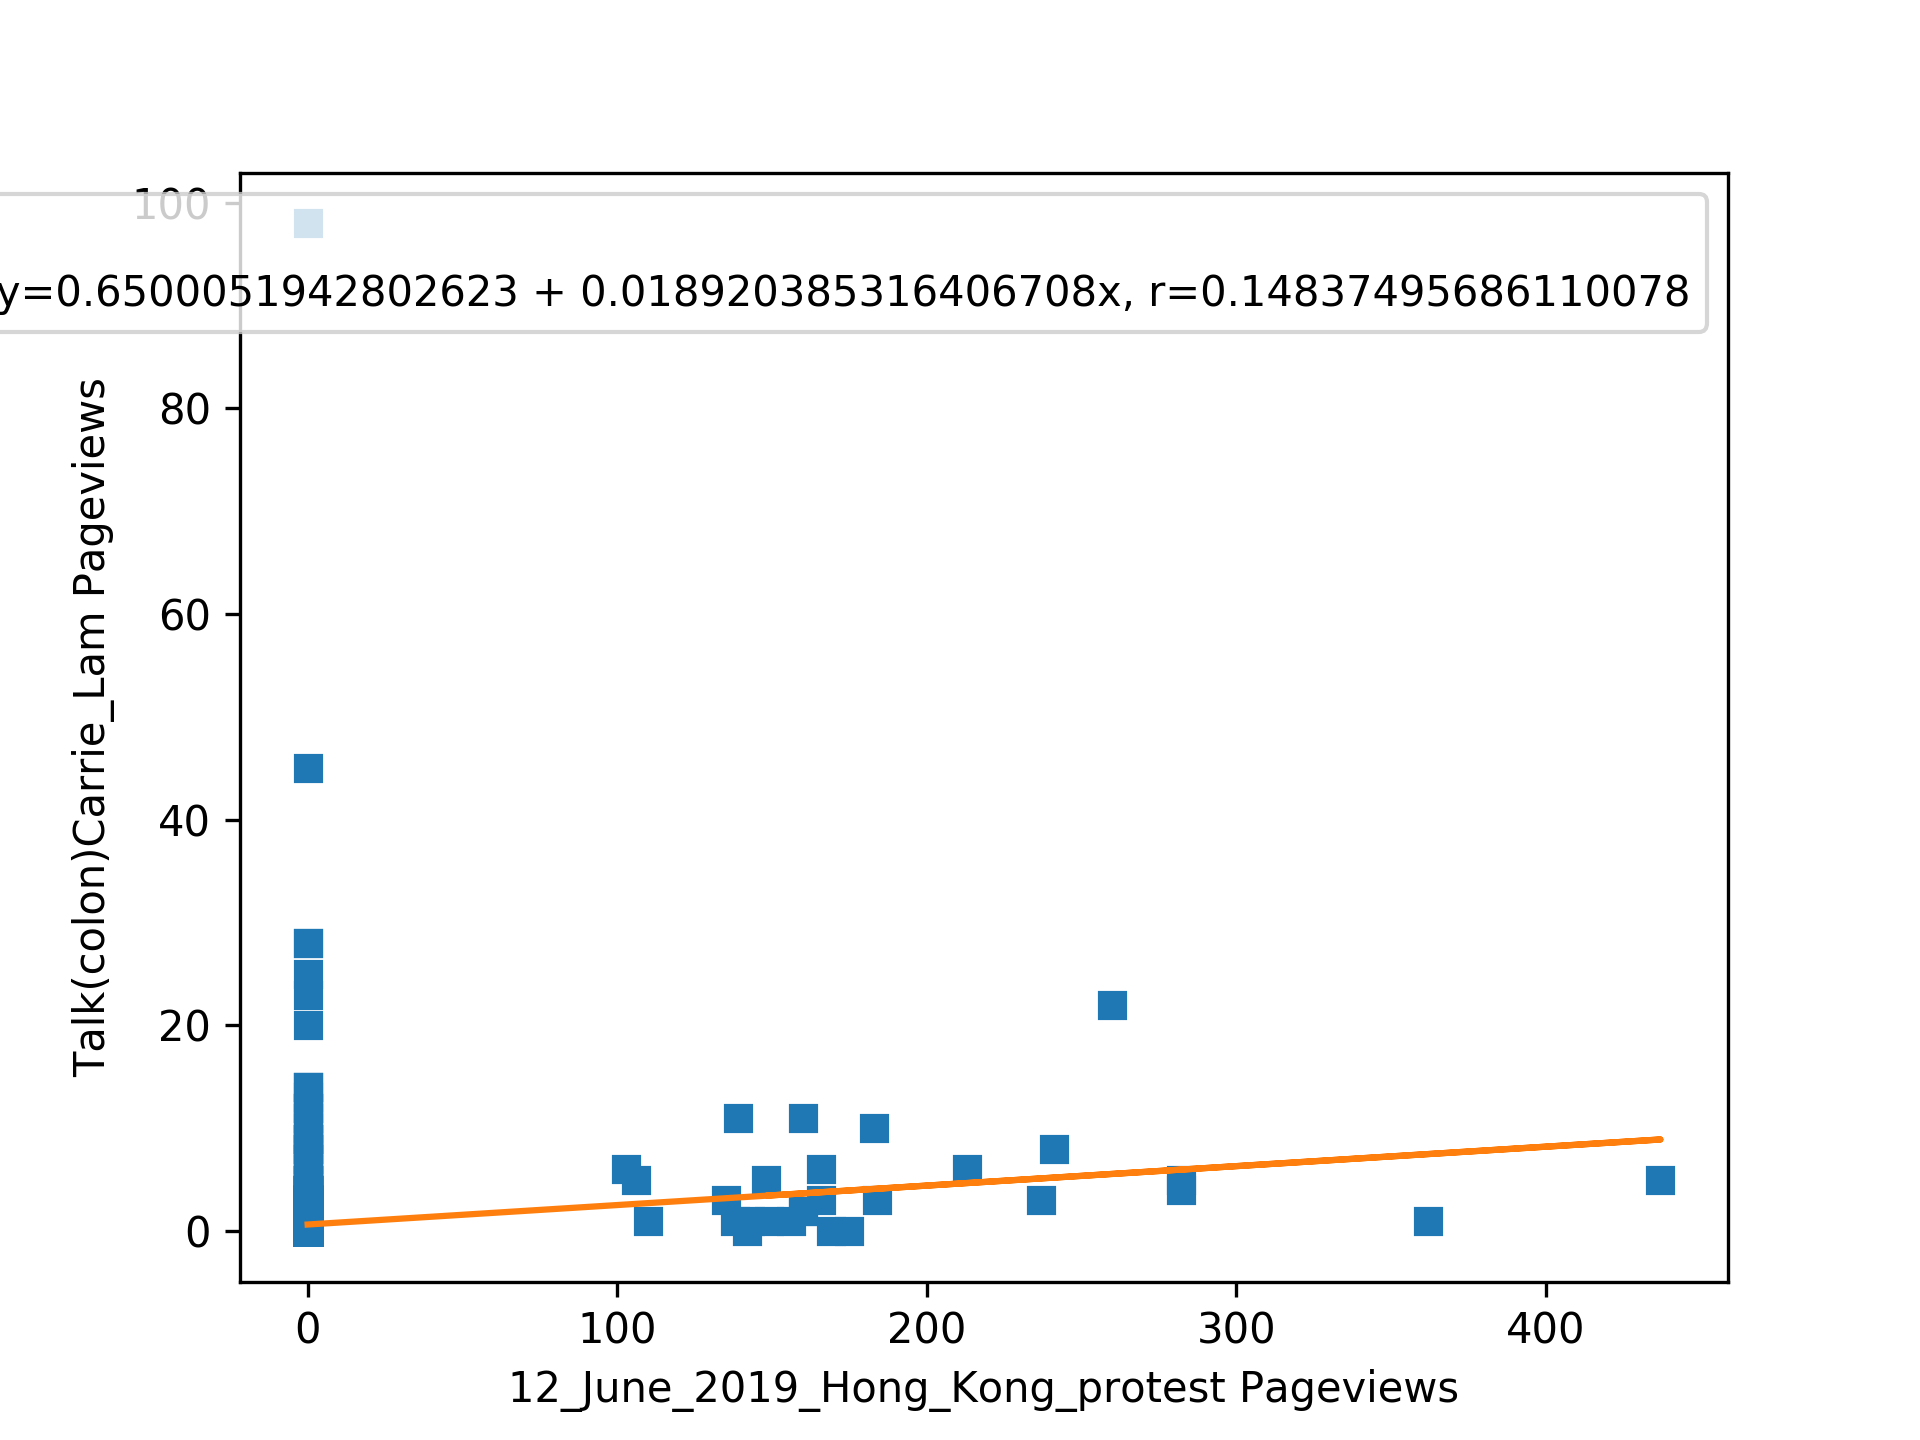 100
y=0.6500051942802623 + 0.018920385316406708x, r=0.14837495686110078
80
60
40
20
0
Talk(colon)Carrie_Lam Pageviews
0 100 200 300 400
12_June_2019_Hong_Kong_protest Pageviews